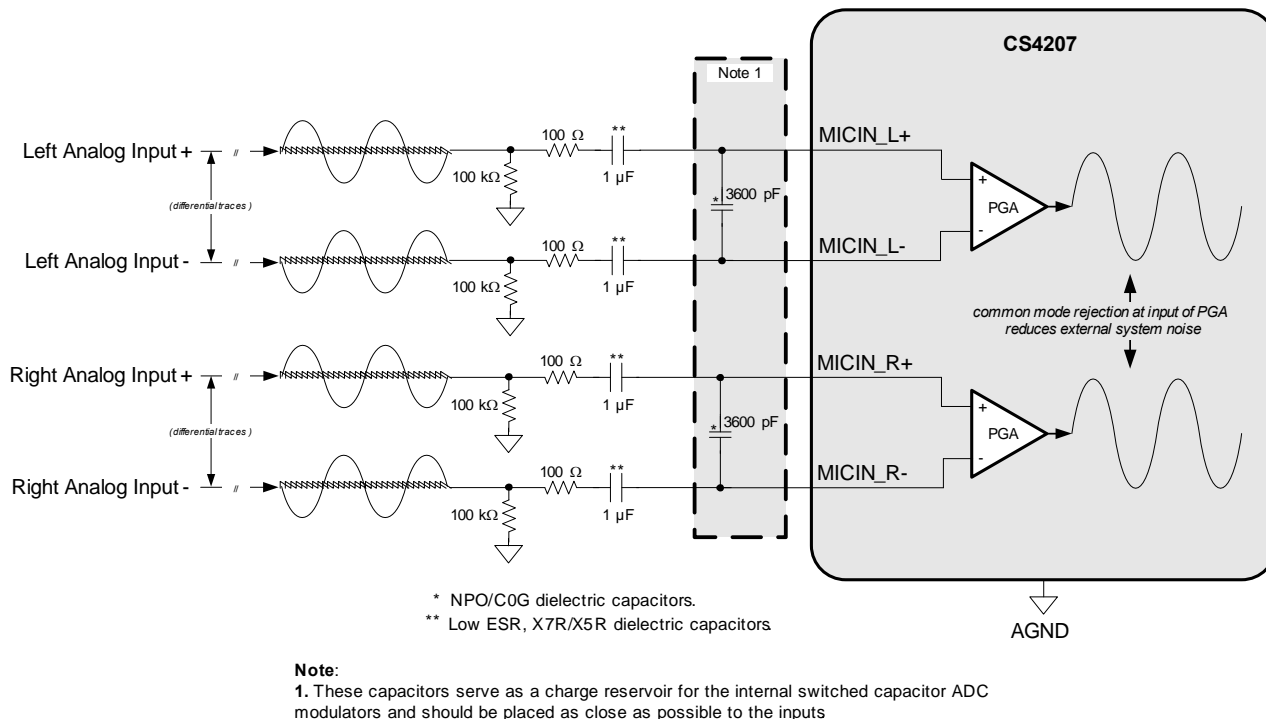 CS4207
Note 1
Left Analog Input +
(differential traces )
Left Analog Input -
100 kΩ
100 Ω
**
1 µF
100 kΩ
100 Ω
**
1 µF
* 3600 pF
MICIN_L+
MICIN_L-
+
-
PGA
common mode rejection at input of PGA
reduces external system noise
Right Analog Input +
(differential traces )
Right Analog Input -
100 kΩ
100 Ω
**
1 µF
100 kΩ
100 Ω
**
1 µF
* 3600 pF
MICIN_R+
MICIN_R-
+
-
PGA
AGND
* NPO/C0G dielectric capacitors.
** Low ESR, X7R/X5R dielectric capacitors.
Note:
1. These capacitors serve as a charge reservoir for the internal switched capacitor ADC
modulators and should be placed as close as possible to the inputs